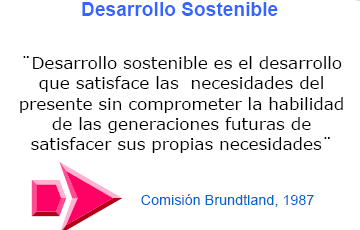 Desarrollo Sostenible
¨Desarrollo sostenible es el desarrollo
que satisface las  necesidades del
presente sin comprometer la habilidad
de las generaciones futuras de
satisfacer sus propias necesidades¨
Comisión Brundtland, 1987